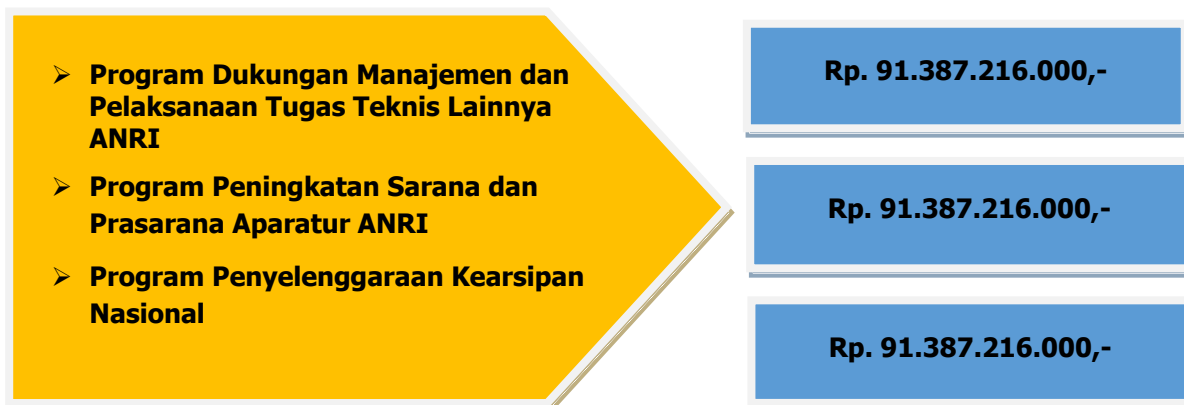 ➢ Program Dukungan Manajemen dan
Pelaksanaan Tugas Teknis Lainnya
ANRI
➢ Program Peningkatan Sarana dan
Prasarana Aparatur ANRI
➢ Program Penyelenggaraan Kearsipan
Nasional
Rp. 91.387.216.000,-
Rp. 91.387.216.000,-
Rp. 91.387.216.000,-